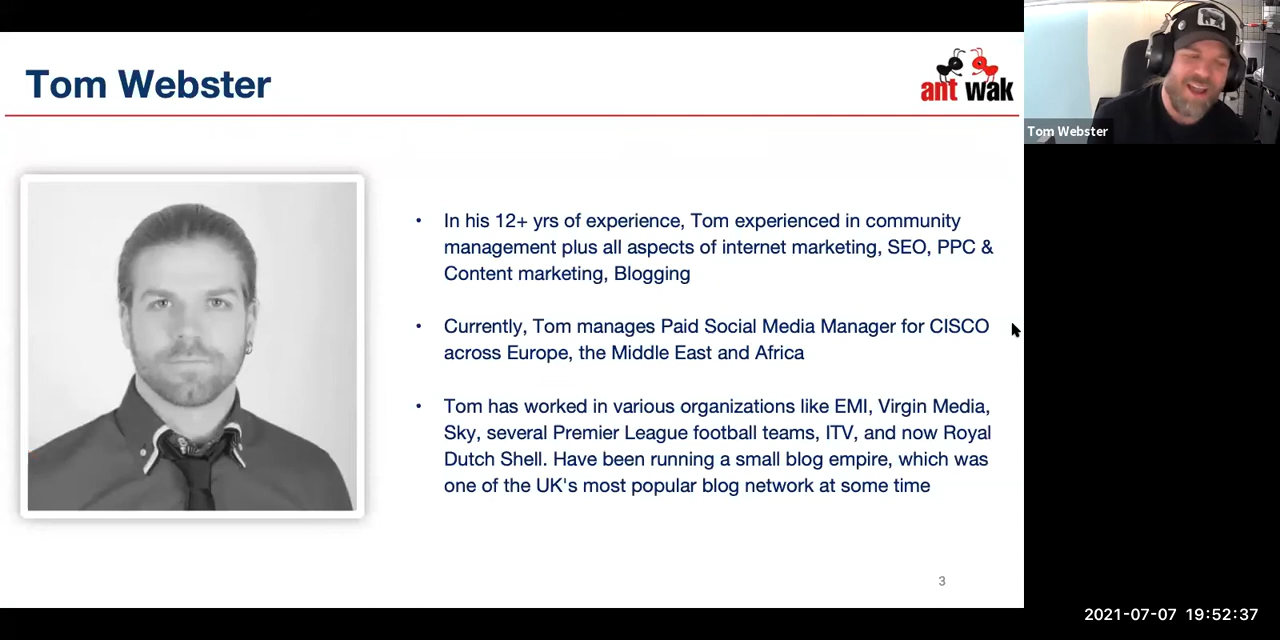 Tom Webster
ant wak
Tom Webster
• In his 12+ yrs of experience, Tom experienced in community
management plus all aspects of internet marketing, SEO, PPC &
Content marketing, Blogging
• Currently, Tom manages Paid Social Media Manager for CISCO
across Europe, the Middle East and Africa
• Tom has worked in various organizations like EMI, Virgin Media,
Sky, several Premier League football teams, ITV, and now Royal
Dutch Shell. Have been running a small blog empire, which was
one of the UK's most popular blog network at some time
3
2021-07-07 19:52:37